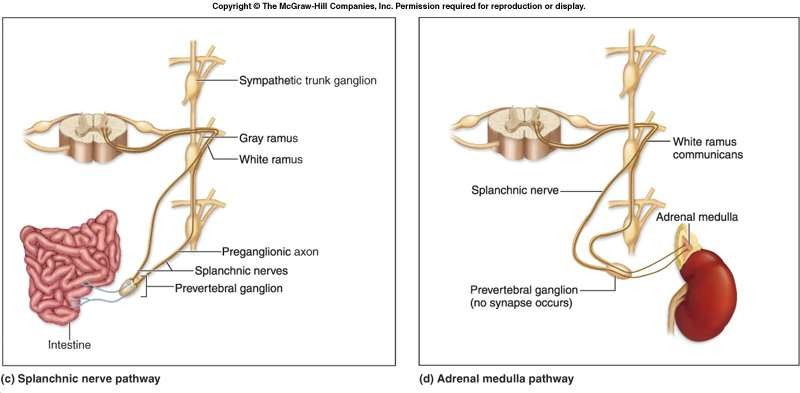 Copyright © The McGraw-Hill Companies, Inc. Permission required for reproduction or display.
Sympathetic trunk ganglion
Gray ramus
White ramus
Preganglionic axon
Splanchnic nerves
Prevertebral ganglion
Intestine
(c) Splanchnic nerve pathway
White ramus
communicans
Splanchnic nerve
Adrenal medulla
Prevertebral ganglion
(no synapse occurs)
(d) Adrenal medulla pathway